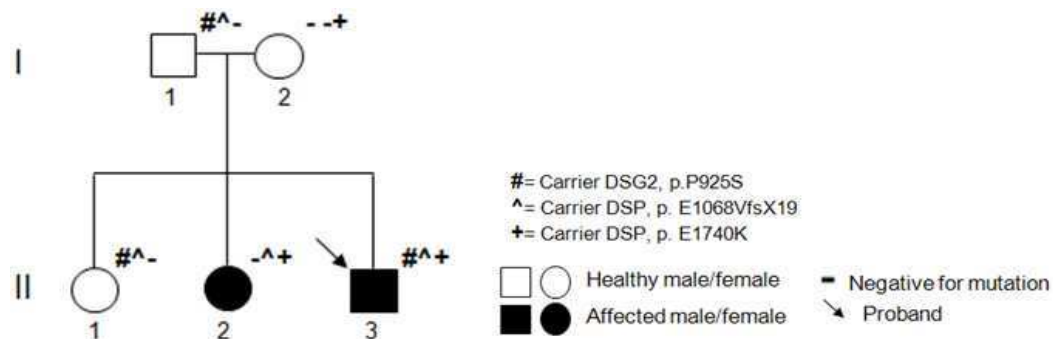 #^- - -+
I
1 2
#= Carrier DSG2, p.P925S
^= Carrier DSP, p. E1068VfsX19
+= Carrier DSP, p. E1740K
#^- -^+ #^+
II
1 2 3
Healthy male/female - Negative for mutation
Affected male/female Proband